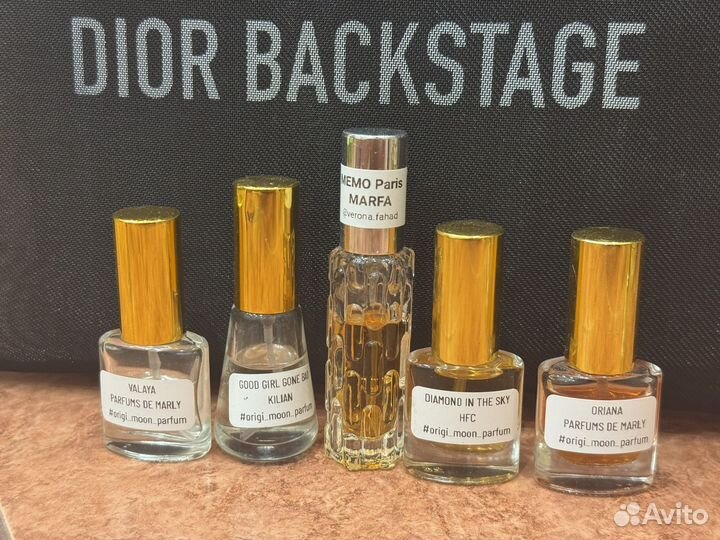 DIOR BACKSTAGE
MEMO Paris
MARFA
@verona.fahad
VALAYA
PARFUMS DE MARLY
#origi_moon_parfum
GOOD GIRL GONE BA
KILIAN
#origi_moon_parfum
DIAMOND IN THE SKY
HFC
#origi_moon_parfum
ORIANA
PARFUMS DE MARLY
#origi_moon_parfum
Avito